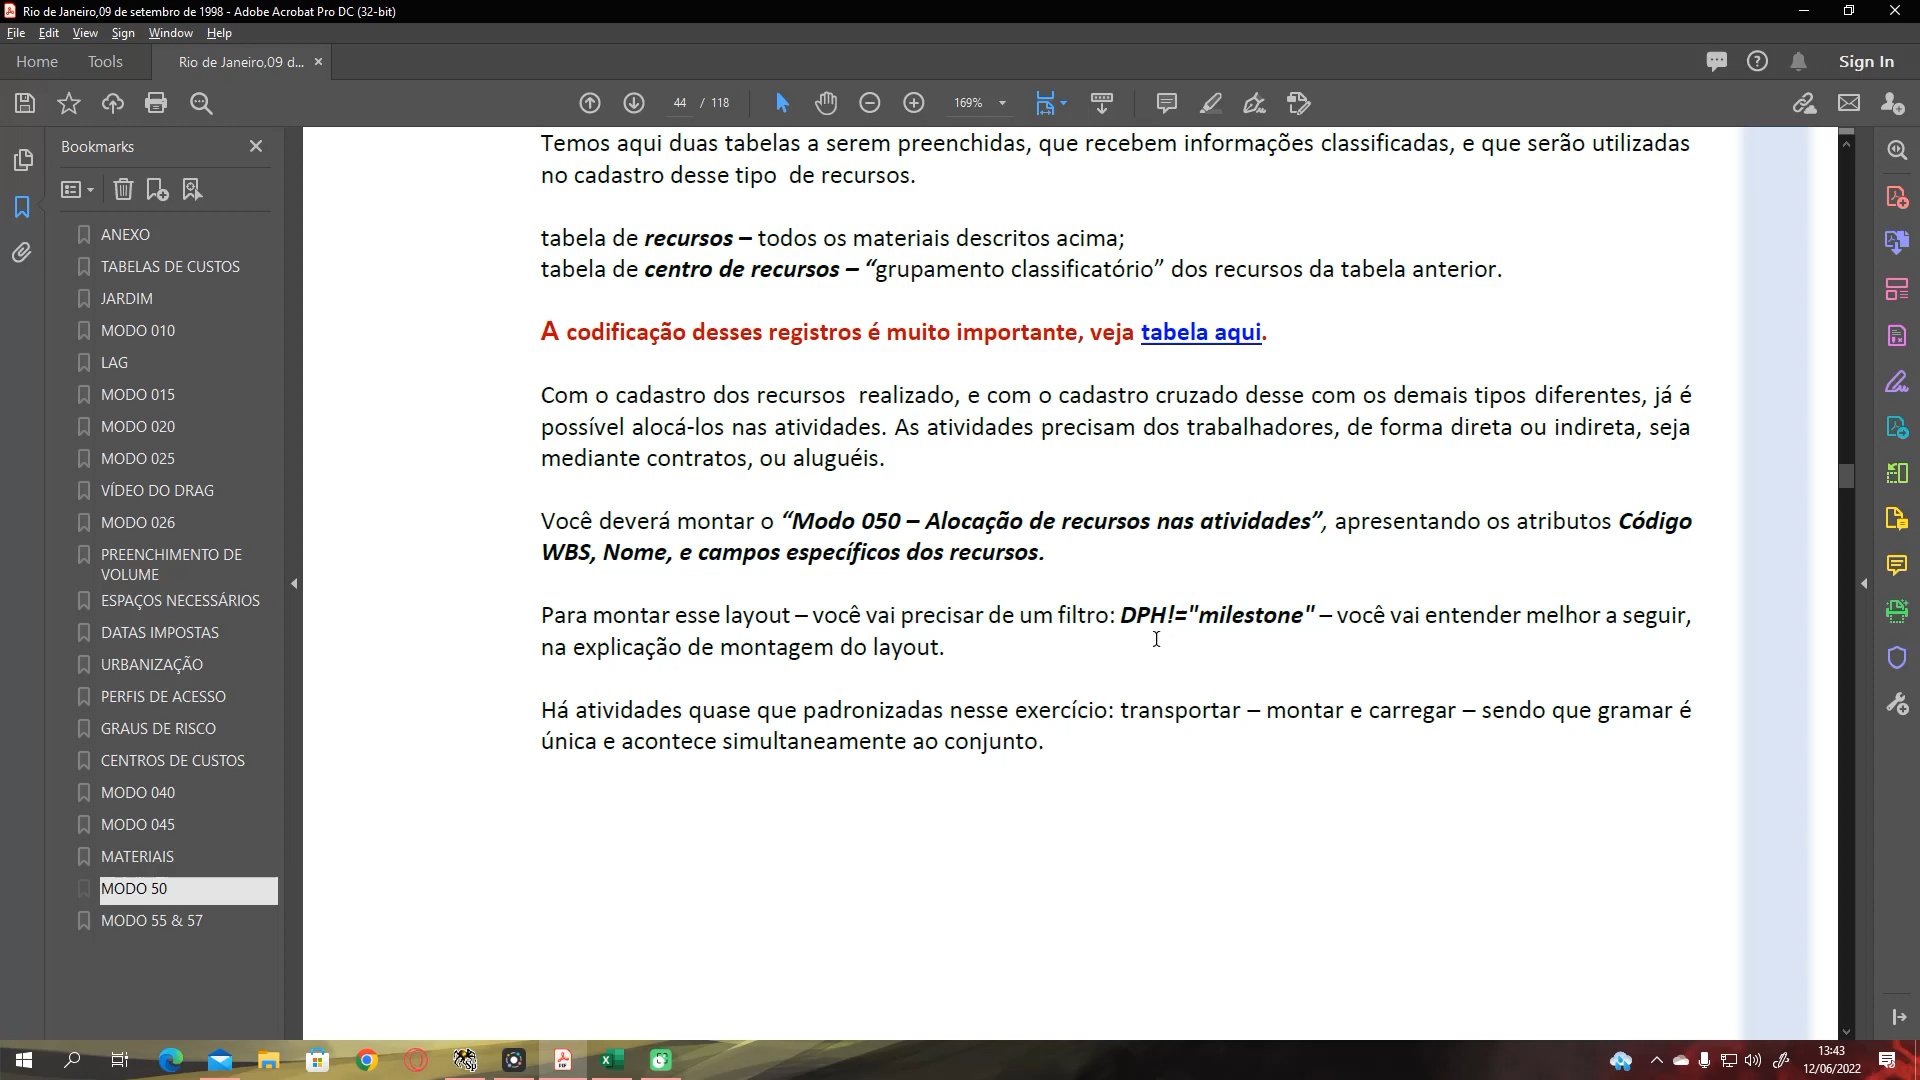 Rio de Janeiro,09 de setembro de 1998 - Adobe Acrobat Pro DC (32-bit)
File Edit View Sign Window Help
Home Tools Rio de Janeiro,09 d... × Sign In
44 / 118 169%
Bookmarks
ANEXO
TABELAS DE CUSTOS
JARDIM
MODO 010
LAG
MODO 015
MODO 020
MODO 025
VÍDEO DO DRAG
MODO 026
PREENCHIMENTO DE
VOLUME
ESPAÇOS NECESSÁRIOS
DATAS IMPOSTAS
URBANIZAÇÃO
PERFIS DE ACESSO
GRAUS DE RISCO
CENTROS DE CUSTOS
MODO 040
MODO 045
MATERIAIS
MODO 50
MODO 55 & 57
Temos aqui duas tabelas a serem preenchidas, que recebem informações classificadas, e que serão utilizadas
no cadastro desse tipo de recursos.
tabela de recursos – todos os materiais descritos acima;
tabela de centro de recursos – “grupamento classificatório” dos recursos da tabela anterior.
A codificação desses registros é muito importante, veja tabela aqui.
Com o cadastro dos recursos realizado, e com o cadastro cruzado desse com os demais tipos diferentes, já é
possível alocá-los nas atividades. As atividades precisam dos trabalhadores, de forma direta ou indireta, seja
mediante contratos, ou aluguéis.
Você deverá montar o “Modo 050 – Alocação de recursos nas atividades”, apresentando os atributos Código
WBS, Nome, e campos específicos dos recursos.
Para montar esse layout – você vai precisar de um filtro: DPH!="milestone" – você vai entender melhor a seguir,
na explicação de montagem do layout.
Há atividades quase que padronizadas nesse exercício: transportar – montar e carregar – sendo que gramar é
única e acontece simultaneamente ao conjunto.
13:43
12/06/2022